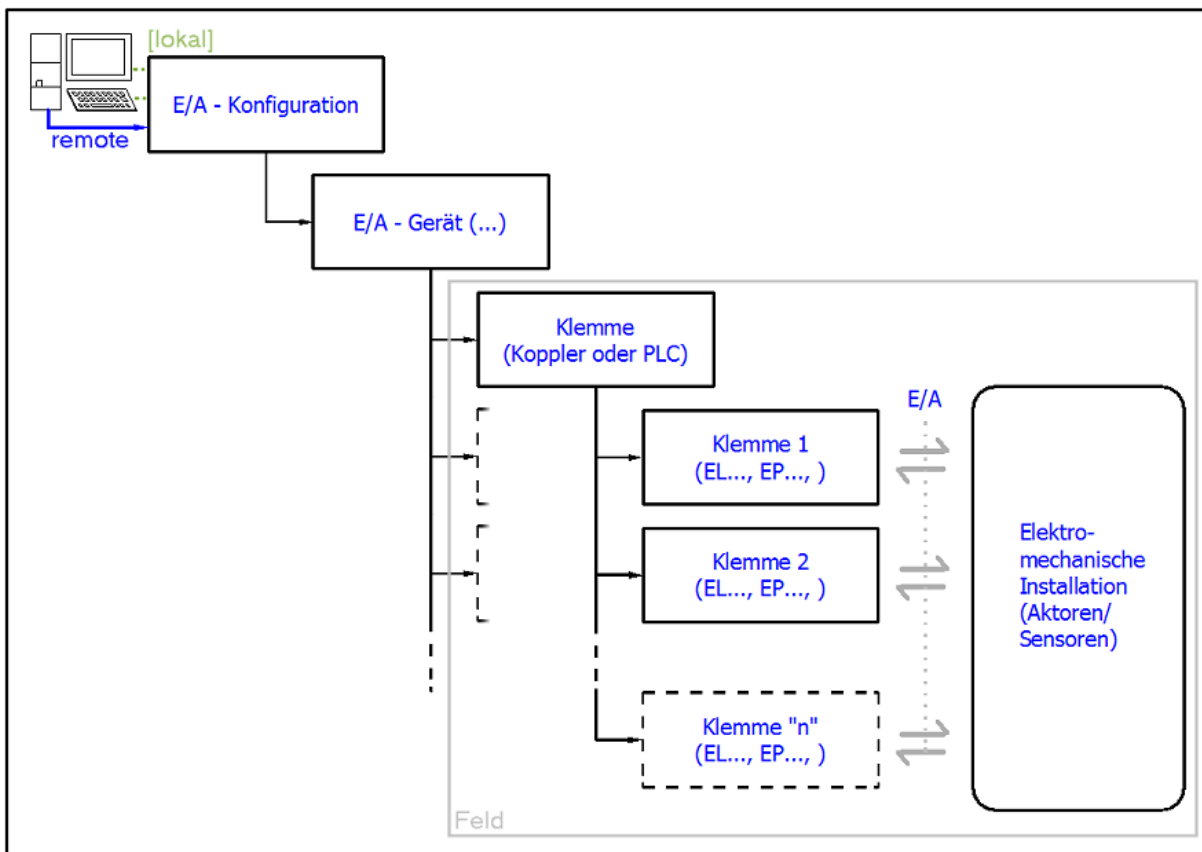 [lokal]
E/A - Konfiguration
remote
E/A - Gerät (...)
Klemme
(Koppler oder PLC)
E/A
Klemme 1
(EL..., EP..., )
Klemme 2
(EL..., EP..., )
Elektro-
mechanische
Installation
(Aktoren/
Sensoren)
Klemme "n"
(EL..., EP..., )
Feld